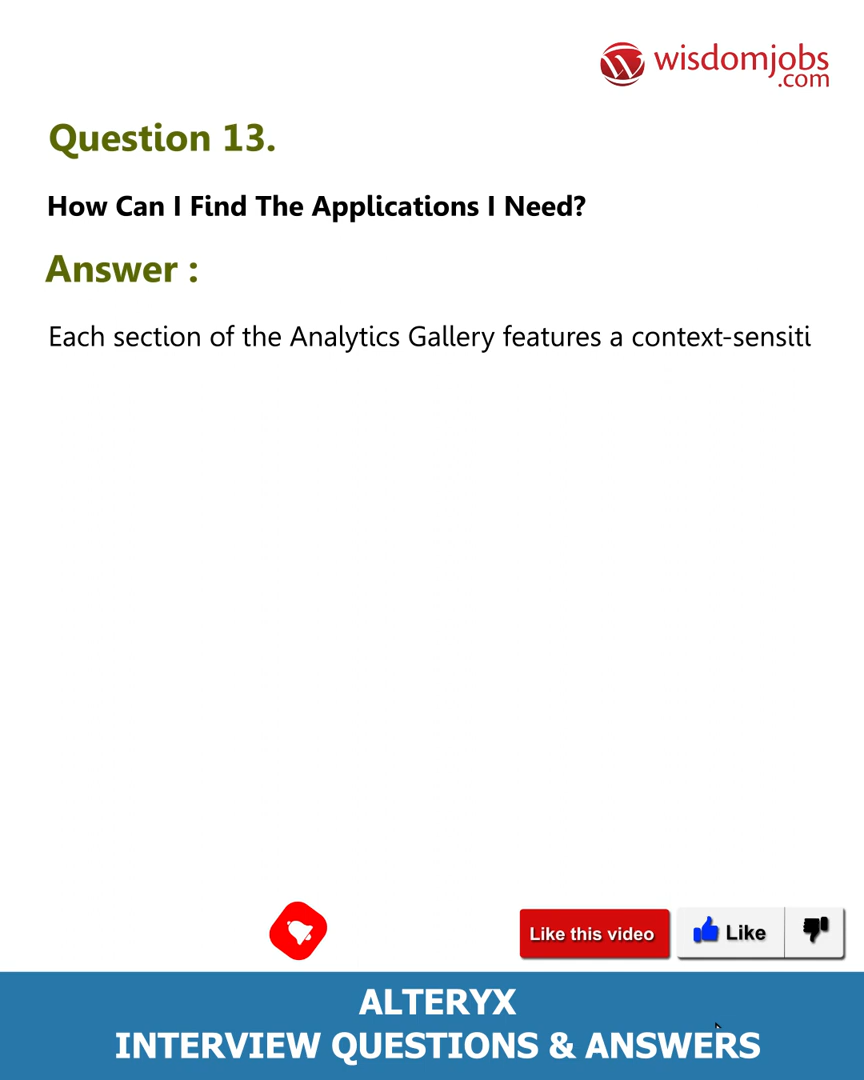 wisdomjobs
.com
Question 13.
How Can I Find The Applications I Need?
Answer :
Each section of the Analytics Gallery features a context-sensiti
Like this video
Like
ALTERYX
INTERVIEW QUESTIONS & ANSWERS